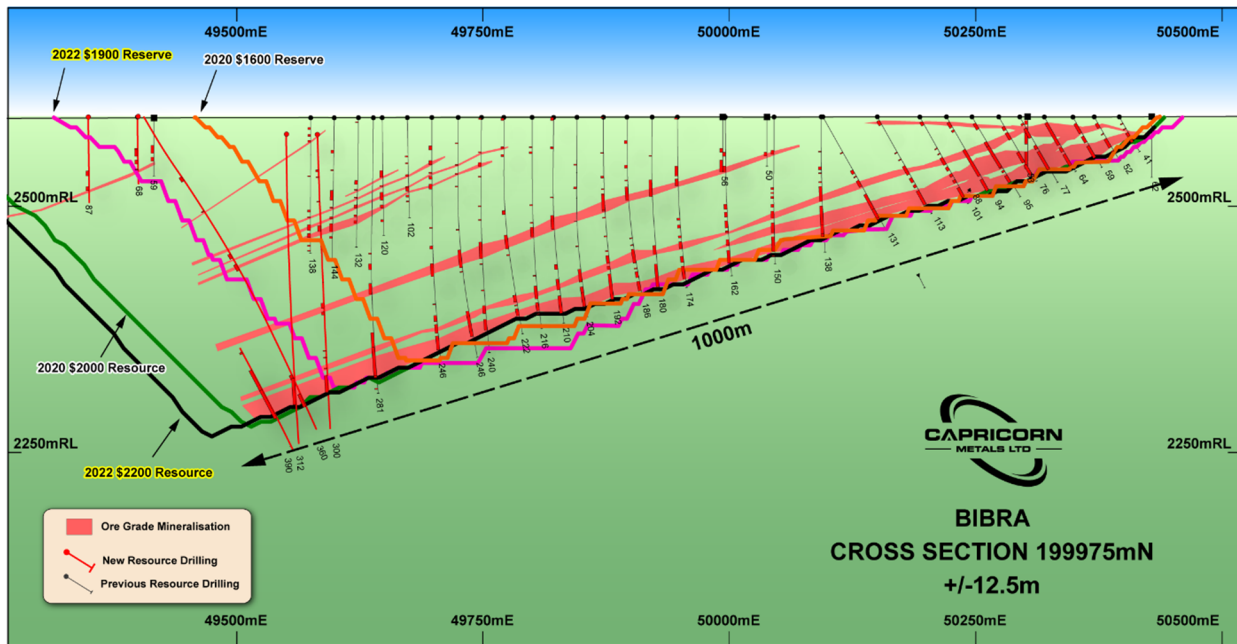 49500mE 49750mE 50000mE 50250mE 50500mE
2022 $1900 Reserve
2020 $1600 Reserve
87 68 69 138 144 132 120 102 56 50
2500mRL 2500mRL
41 52 59 64 77 76 95 94 101 113 131 138 150 162 174 180 186 192 204 210 216 222 240 246 246 281
1000m
2020 $2000 Resource
2250mRL 2250mRL
2022 $2200 Resource
390 312 360 300
CAPRICORN
METALS LTD
BIBRA
CROSS SECTION 199975mN
+/-12.5m
Ore Grade Mineralisation
New Resource Drilling
Previous Resource Drilling
49500mE 49750mE 50000mE 50250mE 50500mE